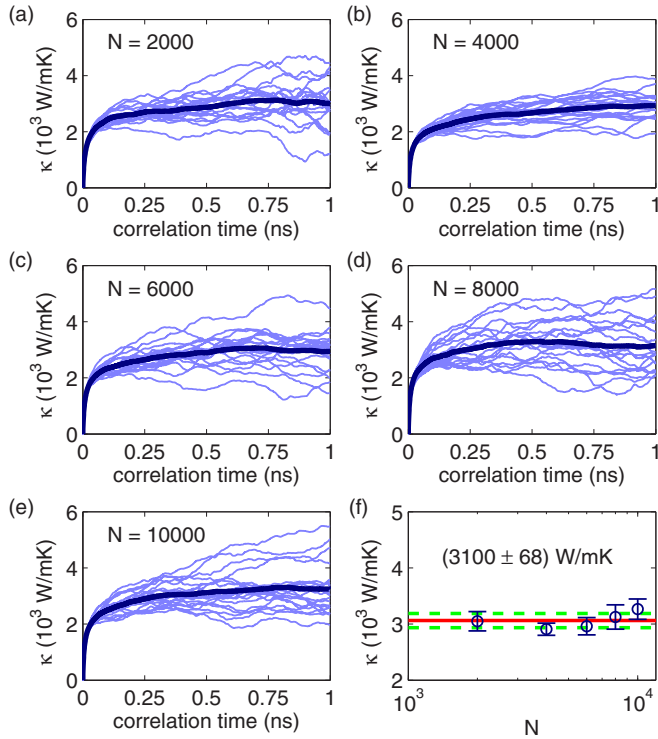 (a)
N = 2000
κ (10³ W/mK)
6
4
2
0
0 0.25 0.5 0.75 1
correlation time (ns)
(b)
N = 4000
κ (10³ W/mK)
6
4
2
0
0 0.25 0.5 0.75 1
correlation time (ns)
(c)
N = 6000
κ (10³ W/mK)
6
4
2
0
0 0.25 0.5 0.75 1
correlation time (ns)
(d)
N = 8000
κ (10³ W/mK)
6
4
2
0
0 0.25 0.5 0.75 1
correlation time (ns)
(e)
N = 10000
κ (10³ W/mK)
6
4
2
0
0 0.25 0.5 0.75 1
correlation time (ns)
(f)
(3100 ± 68) W/mK
κ (10³ W/mK)
5
4
3
2
10³ 10⁴
N